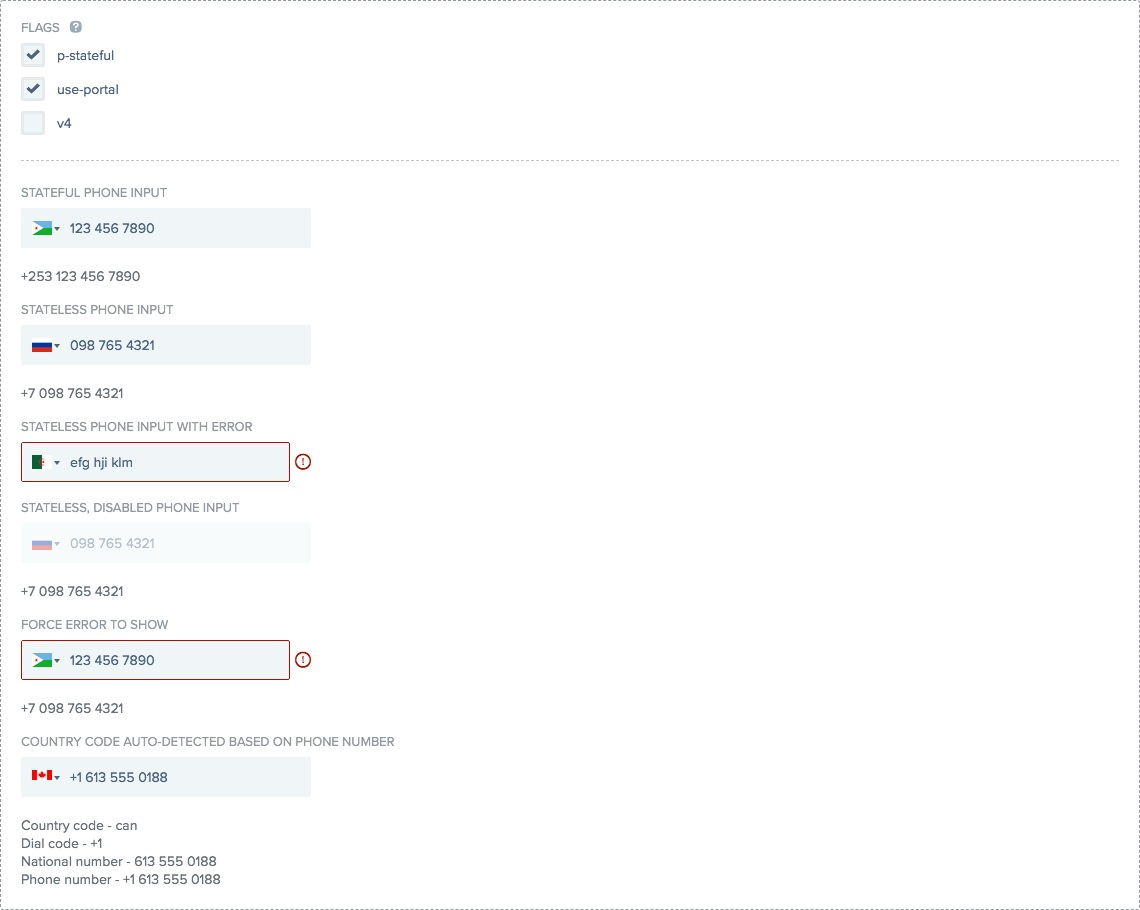 FLAGS ?
p-stateful
use-portal
v4
STATEFUL PHONE INPUT
123 456 7890
+253 123 456 7890
STATELESS PHONE INPUT
098 765 4321
+7 098 765 4321
STATELESS PHONE INPUT WITH ERROR
efg hji klm
STATELESS, DISABLED PHONE INPUT
098 765 4321
+7 098 765 4321
FORCE ERROR TO SHOW
123 456 7890
+7 098 765 4321
COUNTRY CODE AUTO-DETECTED BASED ON PHONE NUMBER
+1 613 555 0188
Country code - can
Dial code - +1
National number - 613 555 0188
Phone number - +1 613 555 0188